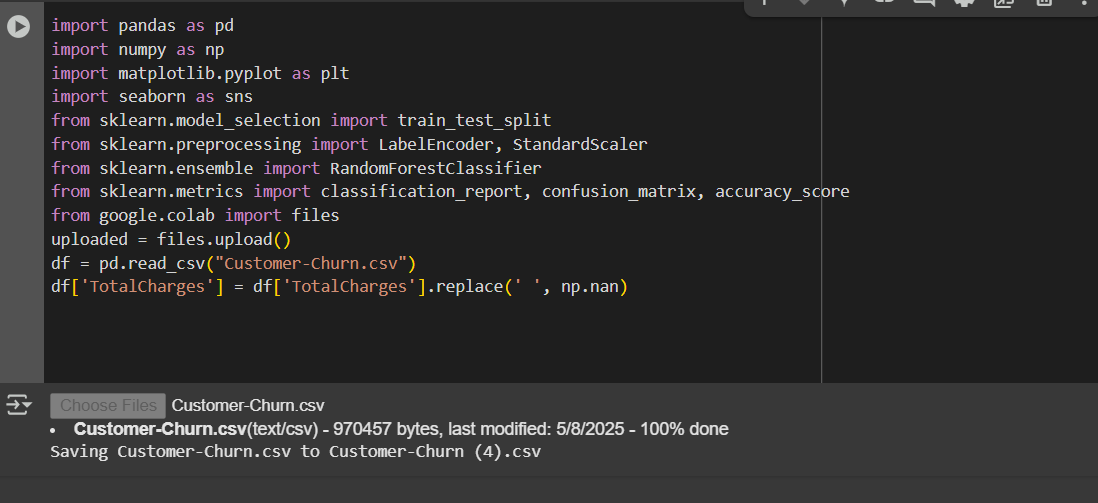 import pandas as pd
import numpy as np
import matplotlib.pyplot as plt
import seaborn as sns
from sklearn.model_selection import train_test_split
from sklearn.preprocessing import LabelEncoder, StandardScaler
from sklearn.ensemble import RandomForestClassifier
from sklearn.metrics import classification_report, confusion_matrix, accuracy_score
from google.colab import files
uploaded = files.upload()
df = pd.read_csv("Customer-Churn.csv")
df['TotalCharges'] = df['TotalCharges'].replace(' ', np.nan)
Choose Files Customer-Churn.csv
• Customer-Churn.csv(text/csv) - 970457 bytes, last modified: 5/8/2025 - 100% done
Saving Customer-Churn.csv to Customer-Churn (4).csv